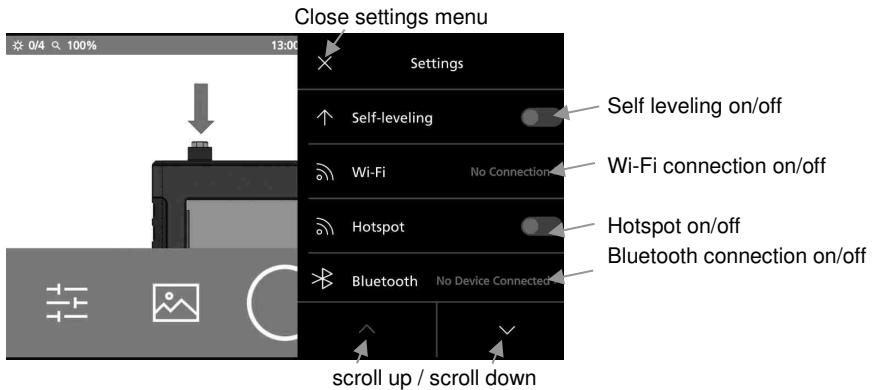 Close settings menu
0/4 100% 13:00
Settings
Self-leveling
Self leveling on/off
Wi-Fi No Connection
Wi-Fi connection on/off
Hotspot
Hotspot on/off
Bluetooth connection on/off
Bluetooth No Device Connected
scroll up / scroll down